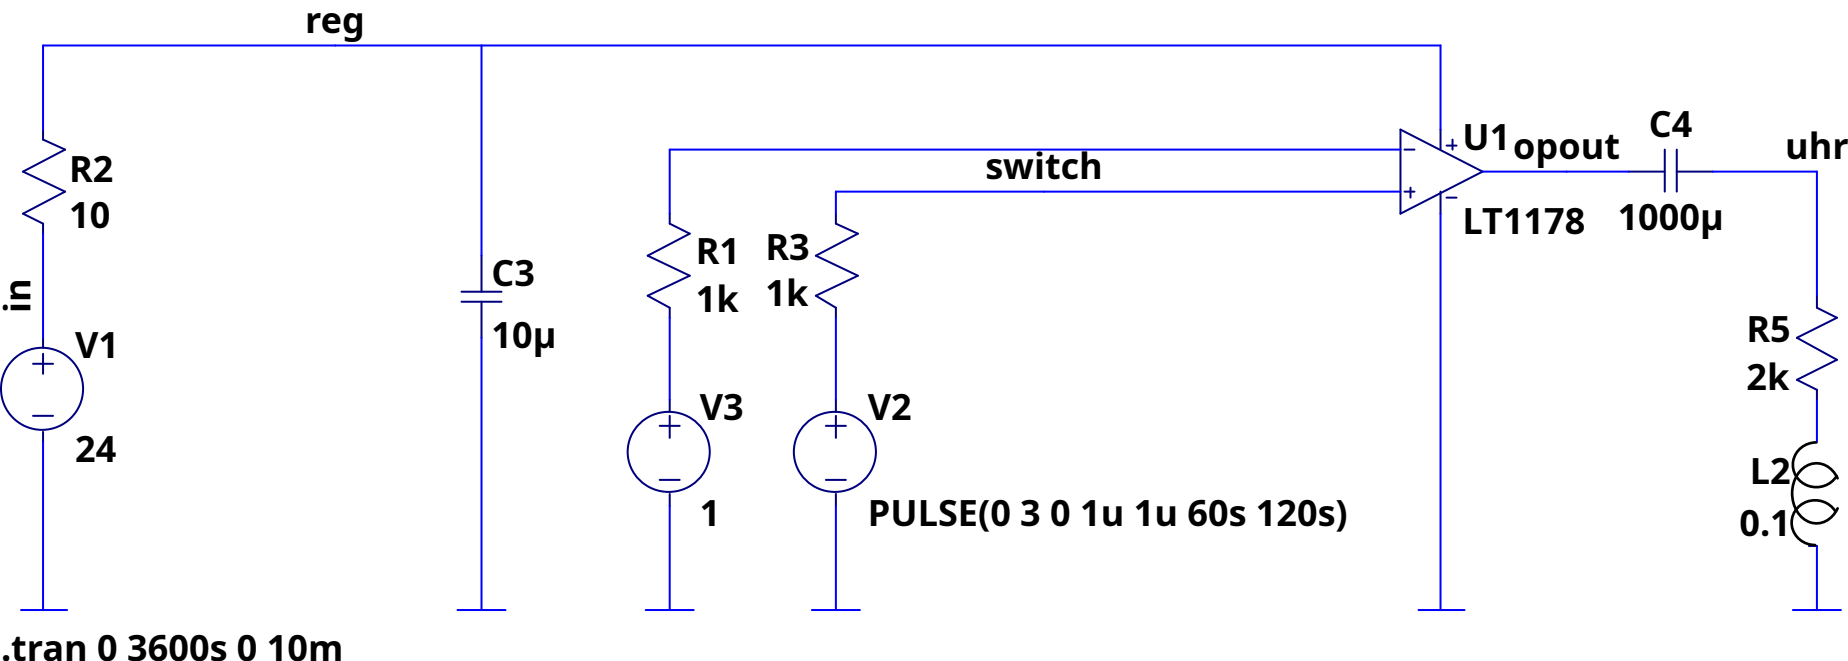 reg
R2
10
in
V1
24
C3
10µ
switch
R1
1k
R3
1k
V3
1
V2
PULSE(0 3 0 1u 1u 60s 120s)
U1
LT1178
opout
C4
1000µ
uhr
R5
2k
L2
0.1
.tran 0 3600s 0 10m